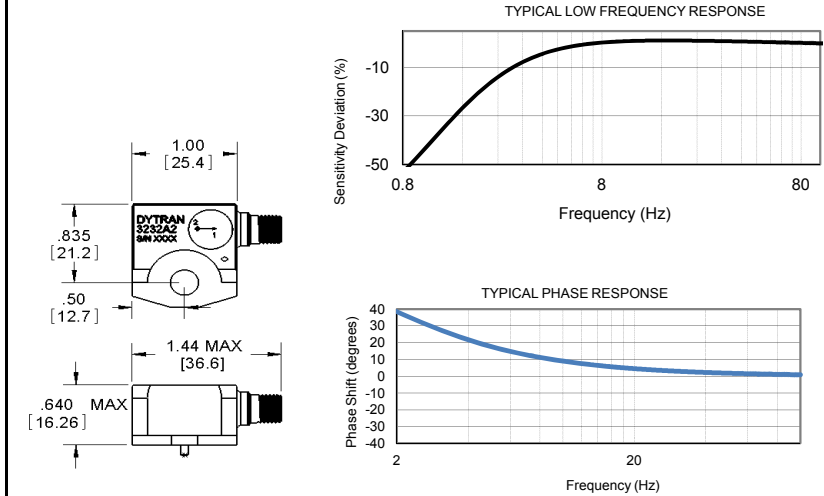 TYPICAL LOW FREQUENCY RESPONSE
Sensitivity Deviation (%)
-10
-30
-50
0.8
8
80
Frequency (Hz)
1.00
[25.4]
DYTRAN
3232A2
S/N XXXX
2
1
.835
[21.2]
.50
[12.7]
1.44 MAX
[36.6]
.640 MAX
[16.26]
TYPICAL PHASE RESPONSE
Phase Shift (degrees)
40
30
20
10
0
-10
-20
-30
-40
2
20
Frequency (Hz)